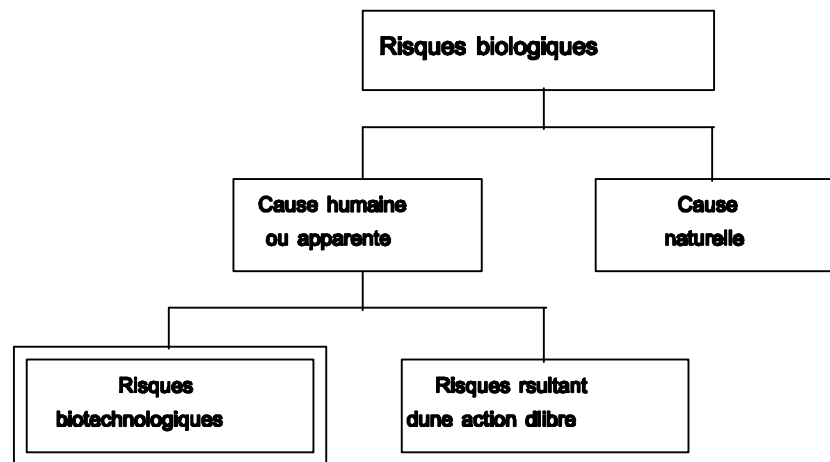 Risques biologiques
Cause humaine
ou apparente
Cause
naturelle
Risques
biotechnologiques
Risques rsultant
dune action dlibre